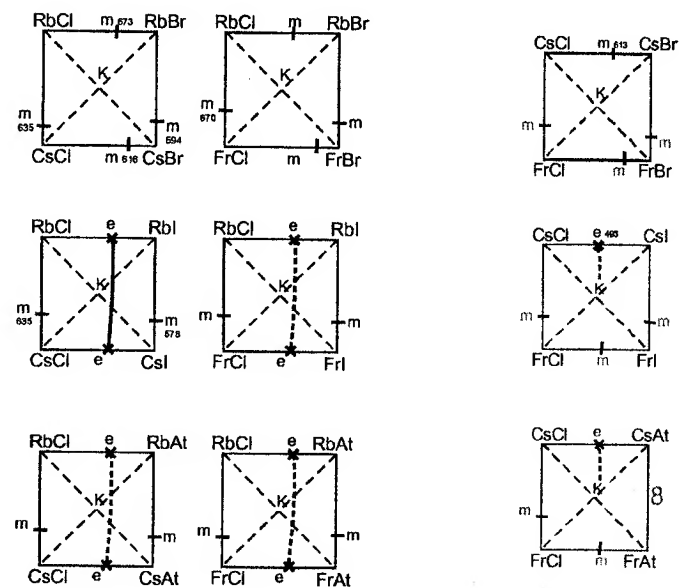 RbCl m 673 RbBr
K
m 635 m 594
CsCl m 616 CsBr
RbCl m RbBr
K
m 670 m
FrCl m FrBr
CsCl m 613 CsBr
K
m m
FrCl m FrBr
RbCl e RbI
K
m 635 m 578
CsCl e CsI
RbCl e RbI
K
m m
FrCl e FrI
CsCl e 495 CsI
K
m m
FrCl m FrI
RbCl e RbAt
K
m m
CsCl e CsAt
RbCl e RbAt
K
m m
FrCl e FrAt
CsCl e CsAt
K
m 8
FrCl m FrAt